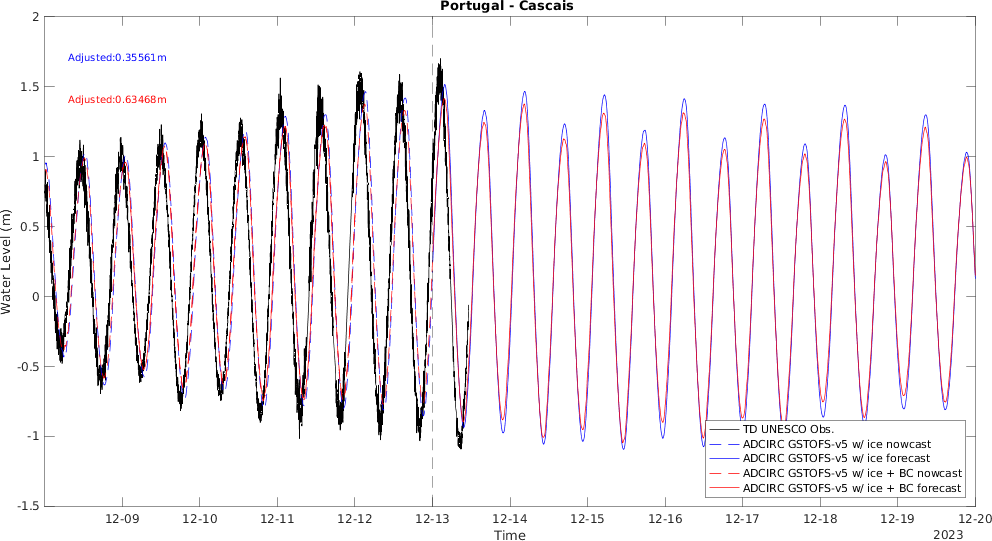 Portugal - Cascais
Adjusted:0.35561m
Adjusted:0.63468m
Water Level (m)
2
1.5
1
0.5
0
-0.5
-1
-1.5
TD UNESCO Obs.
ADCIRC GSTOFS-v5 w/ ice nowcast
ADCIRC GSTOFS-v5 w/ ice forecast
ADCIRC GSTOFS-v5 w/ ice + BC nowcast
ADCIRC GSTOFS-v5 w/ ice + BC forecast
12-09 12-10 12-11 12-12 12-13 12-14 12-15 12-16 12-17 12-18 12-19 12-20
Time
2023